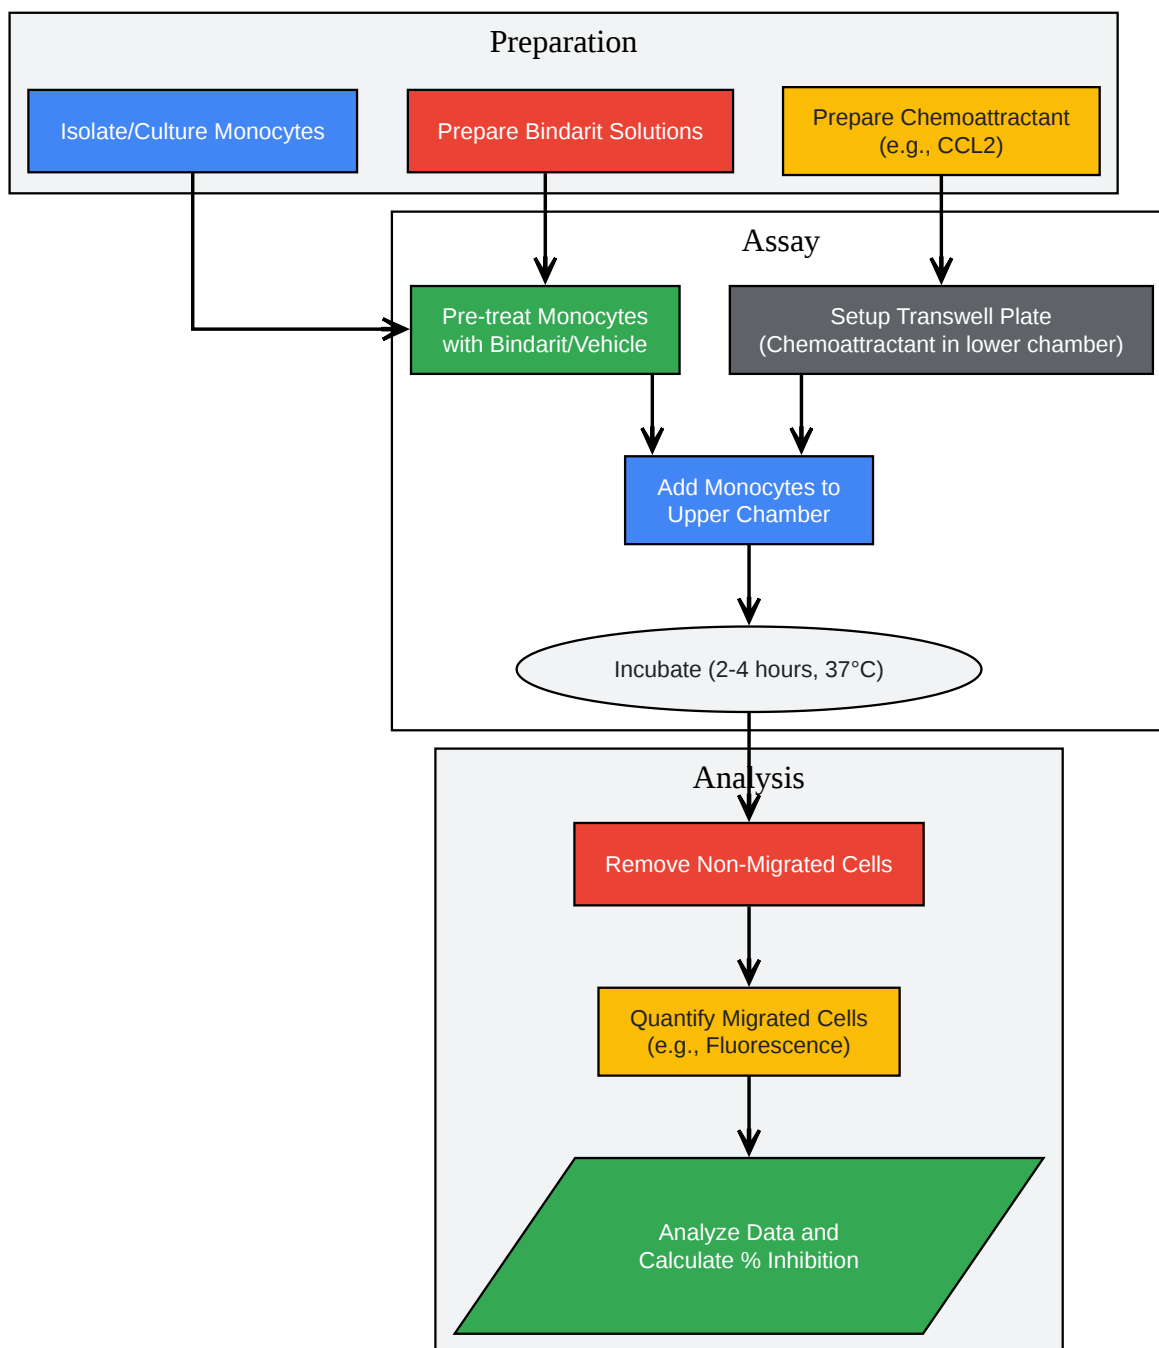 Preparation
Isolate/Culture Monocytes
Prepare Bindarit Solutions
Prepare Chemoattractant
(e.g., CCL2)
Assay
Pre-treat Monocytes
with Bindarit/Vehicle
Setup Transwell Plate
(Chemoattractant in lower chamber)
Add Monocytes to
Upper Chamber
Incubate (2-4 hours, 37°C)
Analysis
Remove Non-Migrated Cells
Quantify Migrated Cells
(e.g., Fluorescence)
Analyze Data and
Calculate % Inhibition